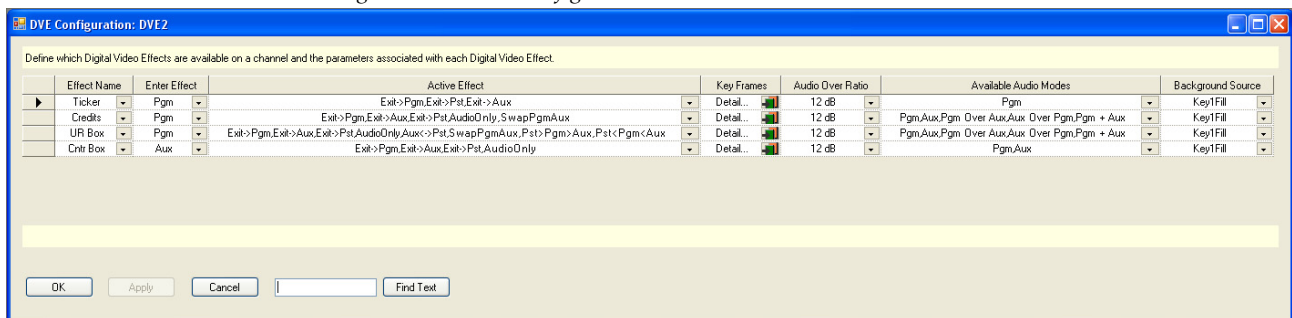 DVE Configuration: DVE2
Define which Digital Video Effects are available on a channel and the parameters associated with each Digital Video Effect.
Effect Name Enter Effect Active Effect Key Frames Audio Over Ratio Available Audio Modes Background Source
Ticker Pgm Exit->Pgm,Exit->Pst,Exit->Aux Detail... 12 dB Pgm Key1Fill
Credits Pgm Exit->Pgm,Exit->Aux,Exit->Pst,AudioOnly,SwapPgmAux Detail... 12 dB Pgm,Aux,Pgm Over Aux,Aux Over Pgm,Pgm + Aux Key1Fill
UR Box Pgm Exit->Pgm,Exit->Aux,Exit->Pst,AudioOnly,Aux<->Pst,SwapPgmAux,Pst>Pgm>Aux,Pst<Pgm<Aux Detail... 12 dB Pgm,Aux,Pgm Over Aux,Aux Over Pgm,Pgm + Aux Key1Fill
Cntr Box Aux Exit->Pgm,Exit->Aux,Exit->Pst,AudioOnly Detail... 12 dB Pgm,Aux Key1Fill
OK Apply Cancel Find Text